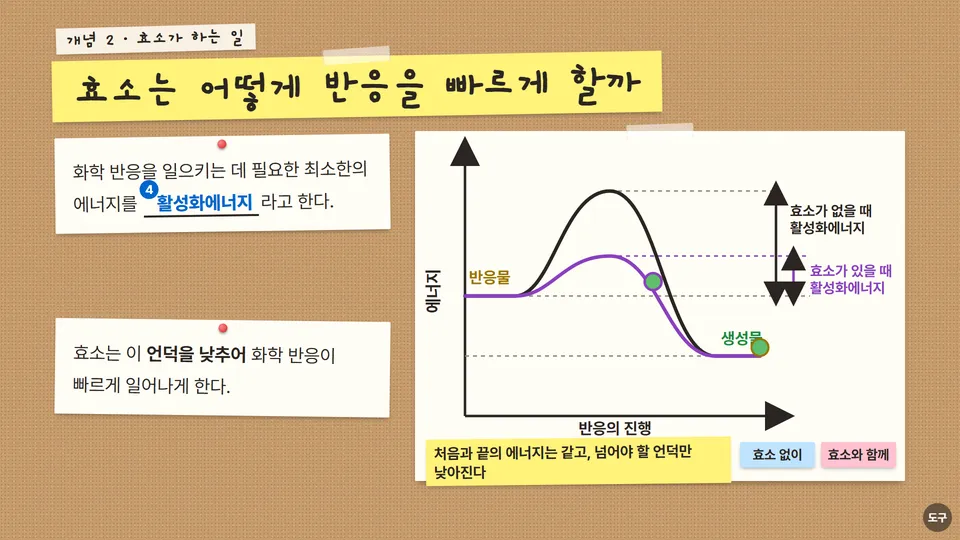 개념 2 · 효소가 하는 일
효소는 어떻게 반응을 빠르게 할까
화학 반응을 일으키는 데 필요한 최소한의
에너지를 4 활성화에너지 라고 한다.
효소는 이 언덕을 낮추어 화학 반응이
빠르게 일어나게 한다.
에너지
반응물
생성물
효소가 없을 때
활성화에너지
효소가 있을 때
활성화에너지
반응의 진행
처음과 끝의 에너지는 같고, 넘어야 할 언덕만
낮아진다
효소 없이
효소와 함께
도구